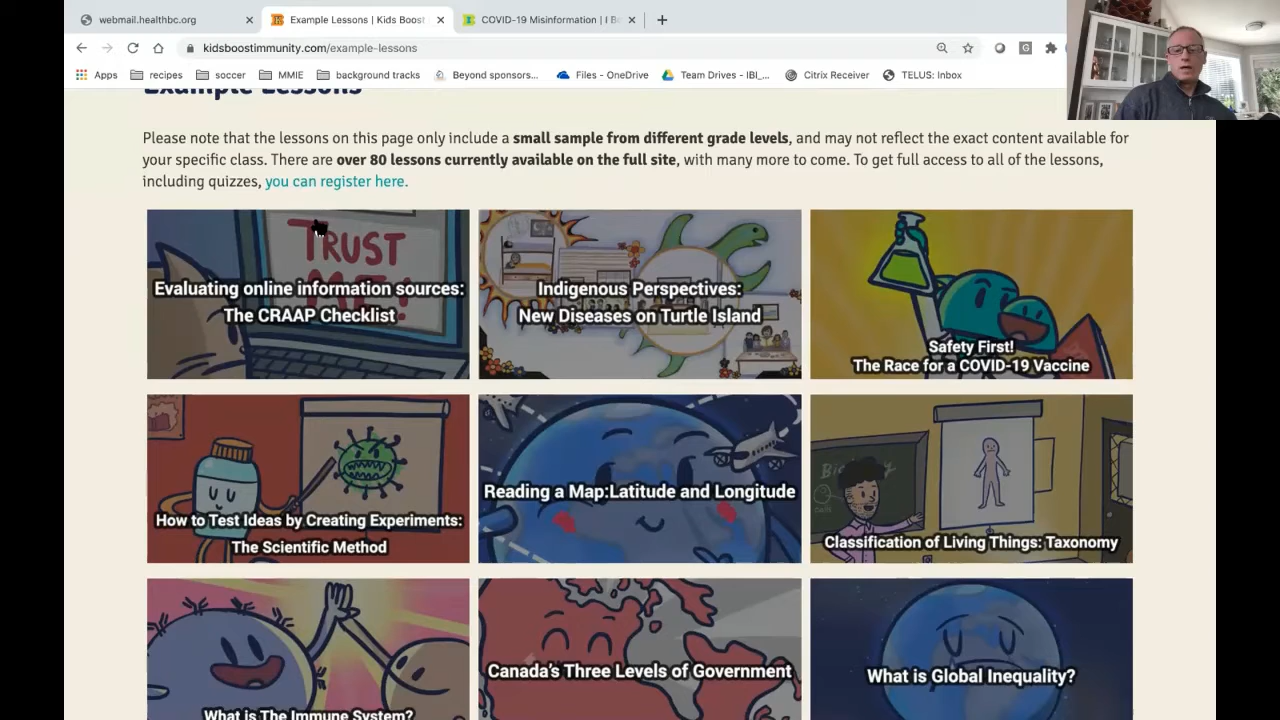 webmail.healthbc.org
Example Lessons | Kids Boost
COVID-19 Misinformation | I B
kidsboostimmunity.com/example-lessons
Apps recipes soccer MMIE background tracks Beyond sponsors... Files - OneDrive Team Drives - IBI_... Citrix Receiver TELUS: Inbox
Example Lessons
Please note that the lessons on this page only include a small sample from different grade levels, and may not reflect the exact content available for
your specific class. There are over 80 lessons currently available on the full site, with many more to come. To get full access to all of the lessons,
including quizzes, you can register here.
TRUST
ME!
Evaluating online information sources:
The CRAAP Checklist
Indigenous Perspectives:
New Diseases on Turtle Island
Safety First!
The Race for a COVID-19 Vaccine
How to Test Ideas by Creating Experiments:
The Scientific Method
Reading a Map:Latitude and Longitude
Biology
Classification of Living Things: Taxonomy
What is The Immune System?
Canada's Three Levels of Government
What is Global Inequality?